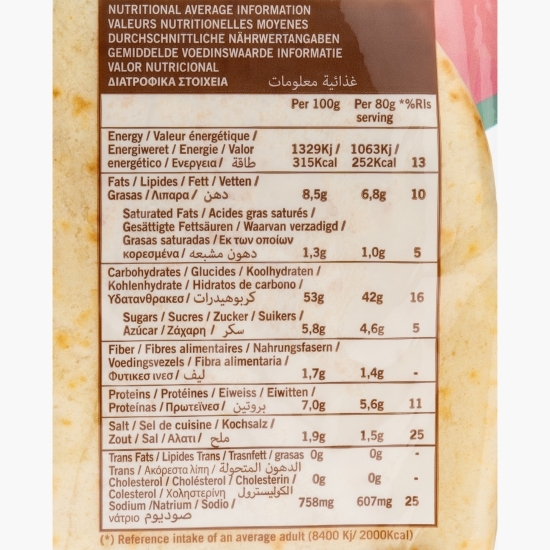 NUTRITIONAL AVERAGE INFORMATION
VALEURS NUTRITIONELLES MOYENES
DURCHSCHNITTLICHE NÄHRWERTANGABEN
GEMIDDELDE VOEDINSWAARDE INFORMATIE
VALOR NUTRICIONAL
ΔΙΑΤΡΟΦΙΚΑ ΣΤΟΙΧΕΙΑ غذائية معلومات
Per 100g Per 80g *%RIs
serving
Energy / Valeur énergétique /
Energiweret / Energie / Valor 1329Kj / 1063Kj /
energético / Ενεργεια/ طاقة 315Kcal 252Kcal 13
Fats / Lipides / Fett / Vetten /
Grasas /Λιπαρα/ دهن 8,5g 6,8g 10
Saturated Fats / Acides gras saturés /
Gesättigte Fettsäuren / Waarvan verzadigd /
Grasas saturadas /Εκ των οποίων
κορεσμένα / دهون مشبعه 1,3g 1,0g 5
Carbohydrates / Glucides / Koolhydraten /
Kohlenhydrate / Hidratos de carbono /
Υδατανθρακεσ/ كربوهيدرات 53g 42g 16
Sugars / Sucres / Zucker / Suikers /
Azúcar / Ζάχαρη / سكر 5,8g 4,6g 5
Fiber / Fibres alimentaires / Nahrungsfasern /
Voedingsvezels / Fibra alimentaria /
Φυτικεσ ινεσ/ ليف 1,7g 1,4g -
Proteins / Protéines / Eiweiss / Eiwitten /
Proteínas /Πρωτεϊνεσ/ بروتين 7,0g 5,6g 11
Salt / Sel de cuisine / Kochsalz /
Zout / Sal / Αλατι/ ملح 1,9g 1,5g 25
Trans Fats / Lipides Trans / Trasnfett / grasas 0g 0g -
Trans / Ακόρεστα λίπη / الدهون المتحولة
Cholesterol / Choléstérol / Cholesterin / 0g 0g -
Colesterol / Χοληστερίνη الكوليسترول
Sodium /Natrium / Sodio / 758mg 607mg 25
νάτριο صوديوم
(*) Reference intake of an average adult (8400 Kj/ 2000Kcal)